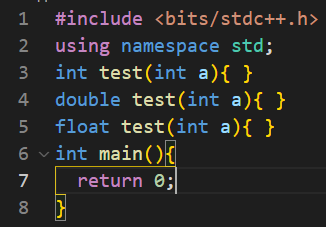 1 #include <bits/stdc++.h>
2 using namespace std;
3 int test(int a){ }
4 double test(int a){ }
5 float test(int a){ }
6 int main(){
7   return 0;
8 }